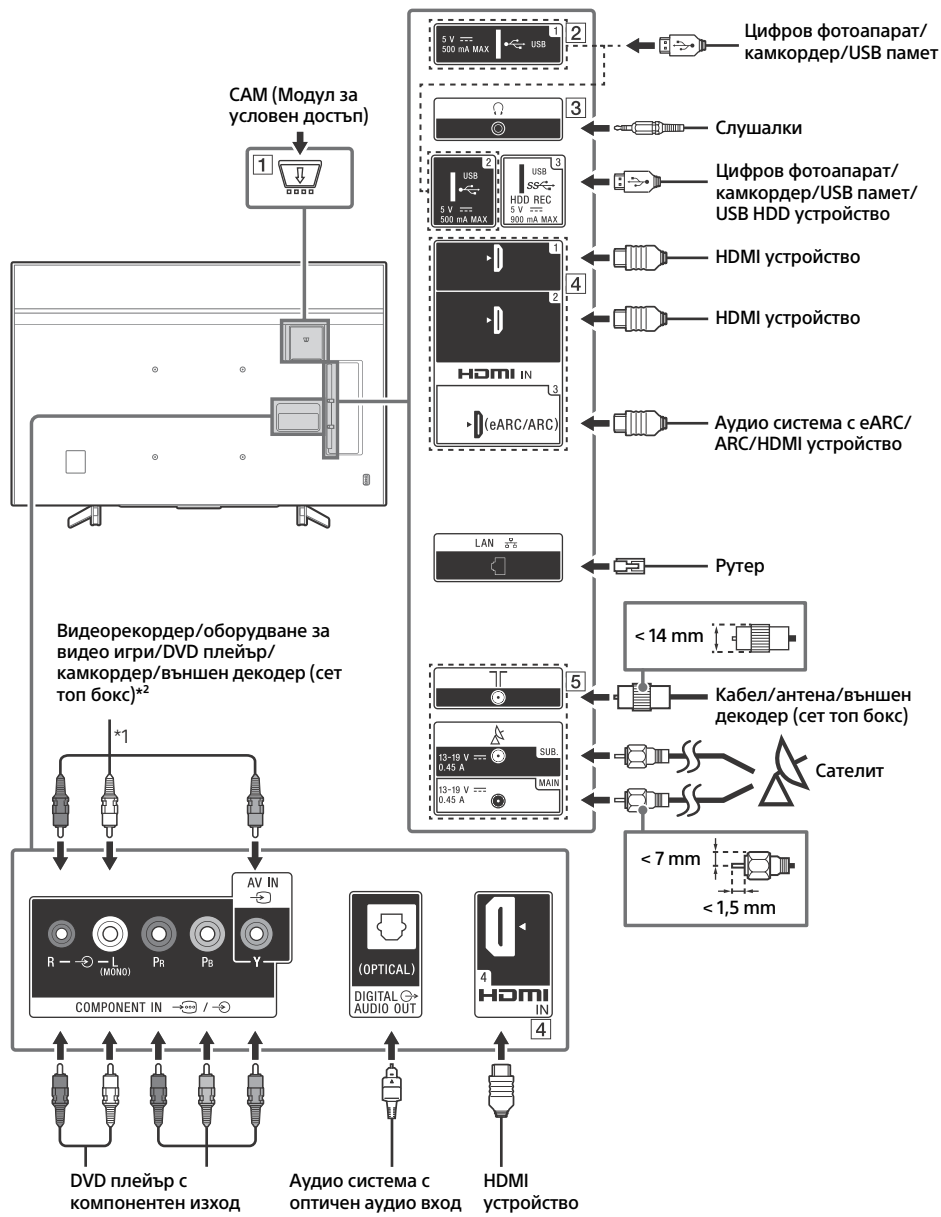 1
5 V
500 mA MAX
USB
2
Цифров фотоапарат/
камкордер/USB памет
CAM (Модул за
условен достъп)
1
3
Слушалки
2
USB
5 V
500 mA MAX
3
USB
SS
HDD REC
5 V
900 mA MAX
Цифров фотоапарат/
камкордер/USB памет/
USB HDD устройство
1
HDMI устройство
4
2
HDMI устройство
HDMI IN
3
(eARC/ARC)
Аудио система с eARC/
ARC/HDMI устройство
LAN
Рутер
< 14 mm
5
Кабел/антена/външен
декодер (сет топ бокс)
SUB.
13-19 V
0.45 A
MAIN
13-19 V
0.45 A
Сателит
< 7 mm
< 1,5 mm
Видеорекордер/оборудване за
видео игри/DVD плейър/
камкордер/външен декодер (сет
топ бокс)*2
*1
AV IN
R
L
(MONO)
PR
PB
Y
COMPONENT IN /
(OPTICAL)
DIGITAL
AUDIO OUT
4
HDMI
IN
4
DVD плейър с
компонентен изход
Аудио система с
оптичен аудио вход
HDMI
устройство